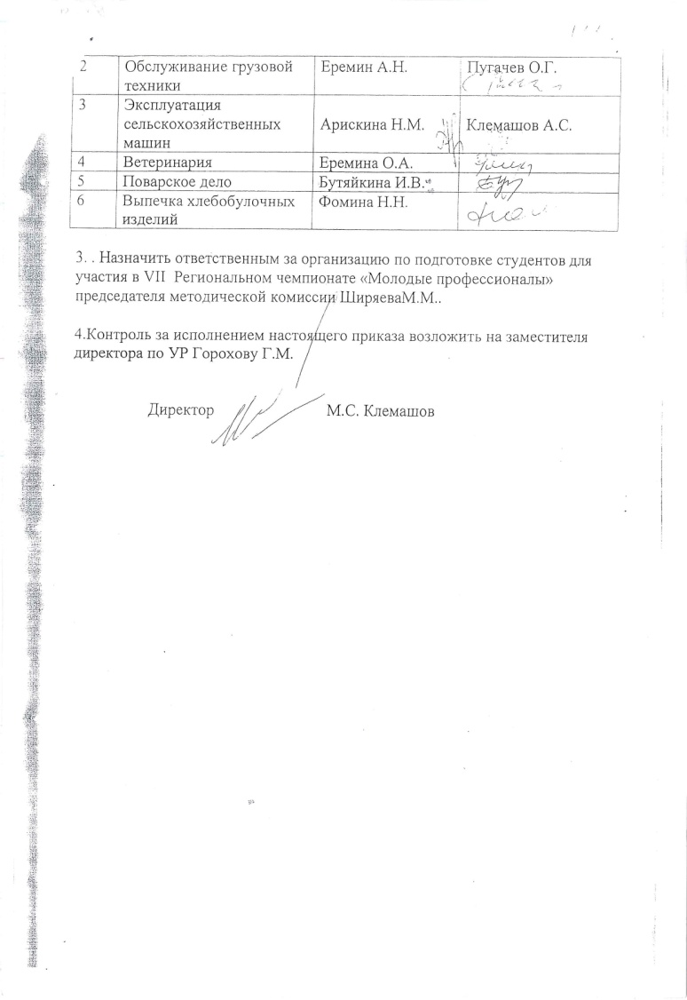 2 Обслуживание грузовой Еремин А.Н. Пугачев О.Г.
техники
3 Эксплуатация
сельскохозяйственных Арискина Н.М. Клемашов А.С.
машин
4 Ветеринария Еремина О.А.
5 Поварское дело Бутяйкина И.В.
6 Выпечка хлебобулочных Фомина Н.Н.
изделий
3. . Назначить ответственным за организацию по подготовке студентов для
участия в VII Региональном чемпионате «Молодые профессионалы»
председателя методической комиссии ШиряеваМ.М..
4.Контроль за исполнением настоящего приказа возложить на заместителя
директора по УР Горохову Г.М.
Директор М.С. Клемашов